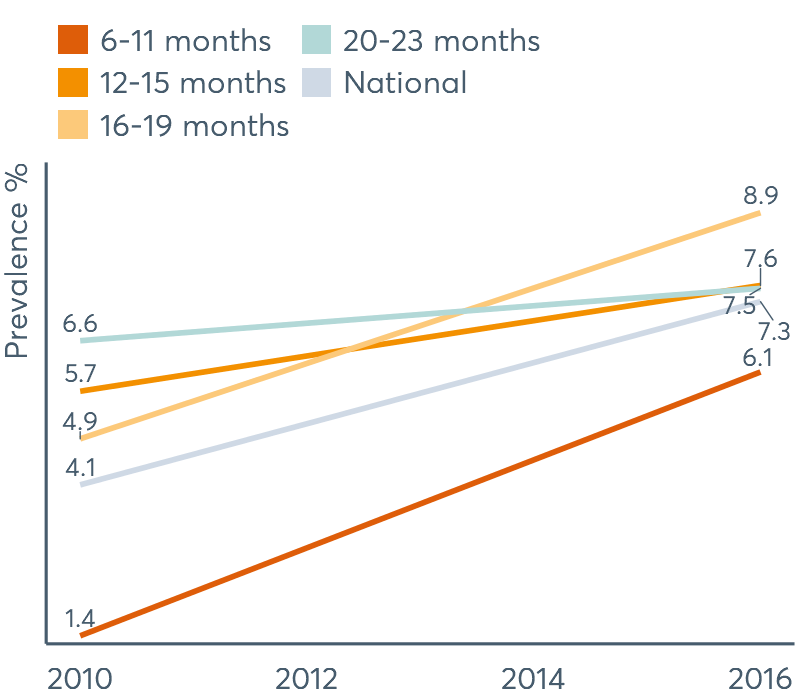 6-11 months
20-23 months
12-15 months
National
16-19 months
Prevalence %
8.9
7.6
7.5
7.3
6.1
6.6
5.7
4.9
4.1
1.4
2010
2012
2014
2016